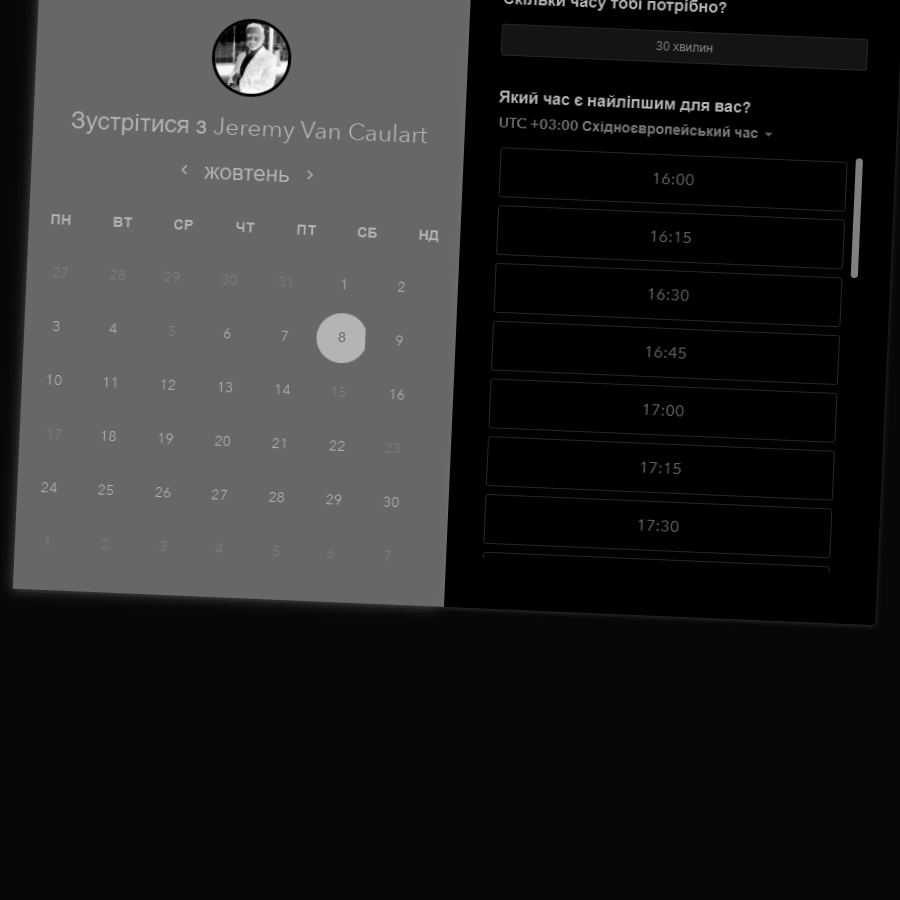 Зустрітися з Jeremy Van Caulart
‹ жовтень ›
ПН ВТ СР ЧТ ПТ СБ НД
27 28 29 30 31 1 2
3 4 5 6 7 8 9
10 11 12 13 14 15 16
17 18 19 20 21 22 23
24 25 26 27 28 29 30
1 2 3 4 5 6 7
Скільки часу тобі потрібно?
30 хвилин
Який час є найліпшим для вас?
UTC +03:00 Східноєвропейський час
16:00
16:15
16:30
16:45
17:00
17:15
17:30